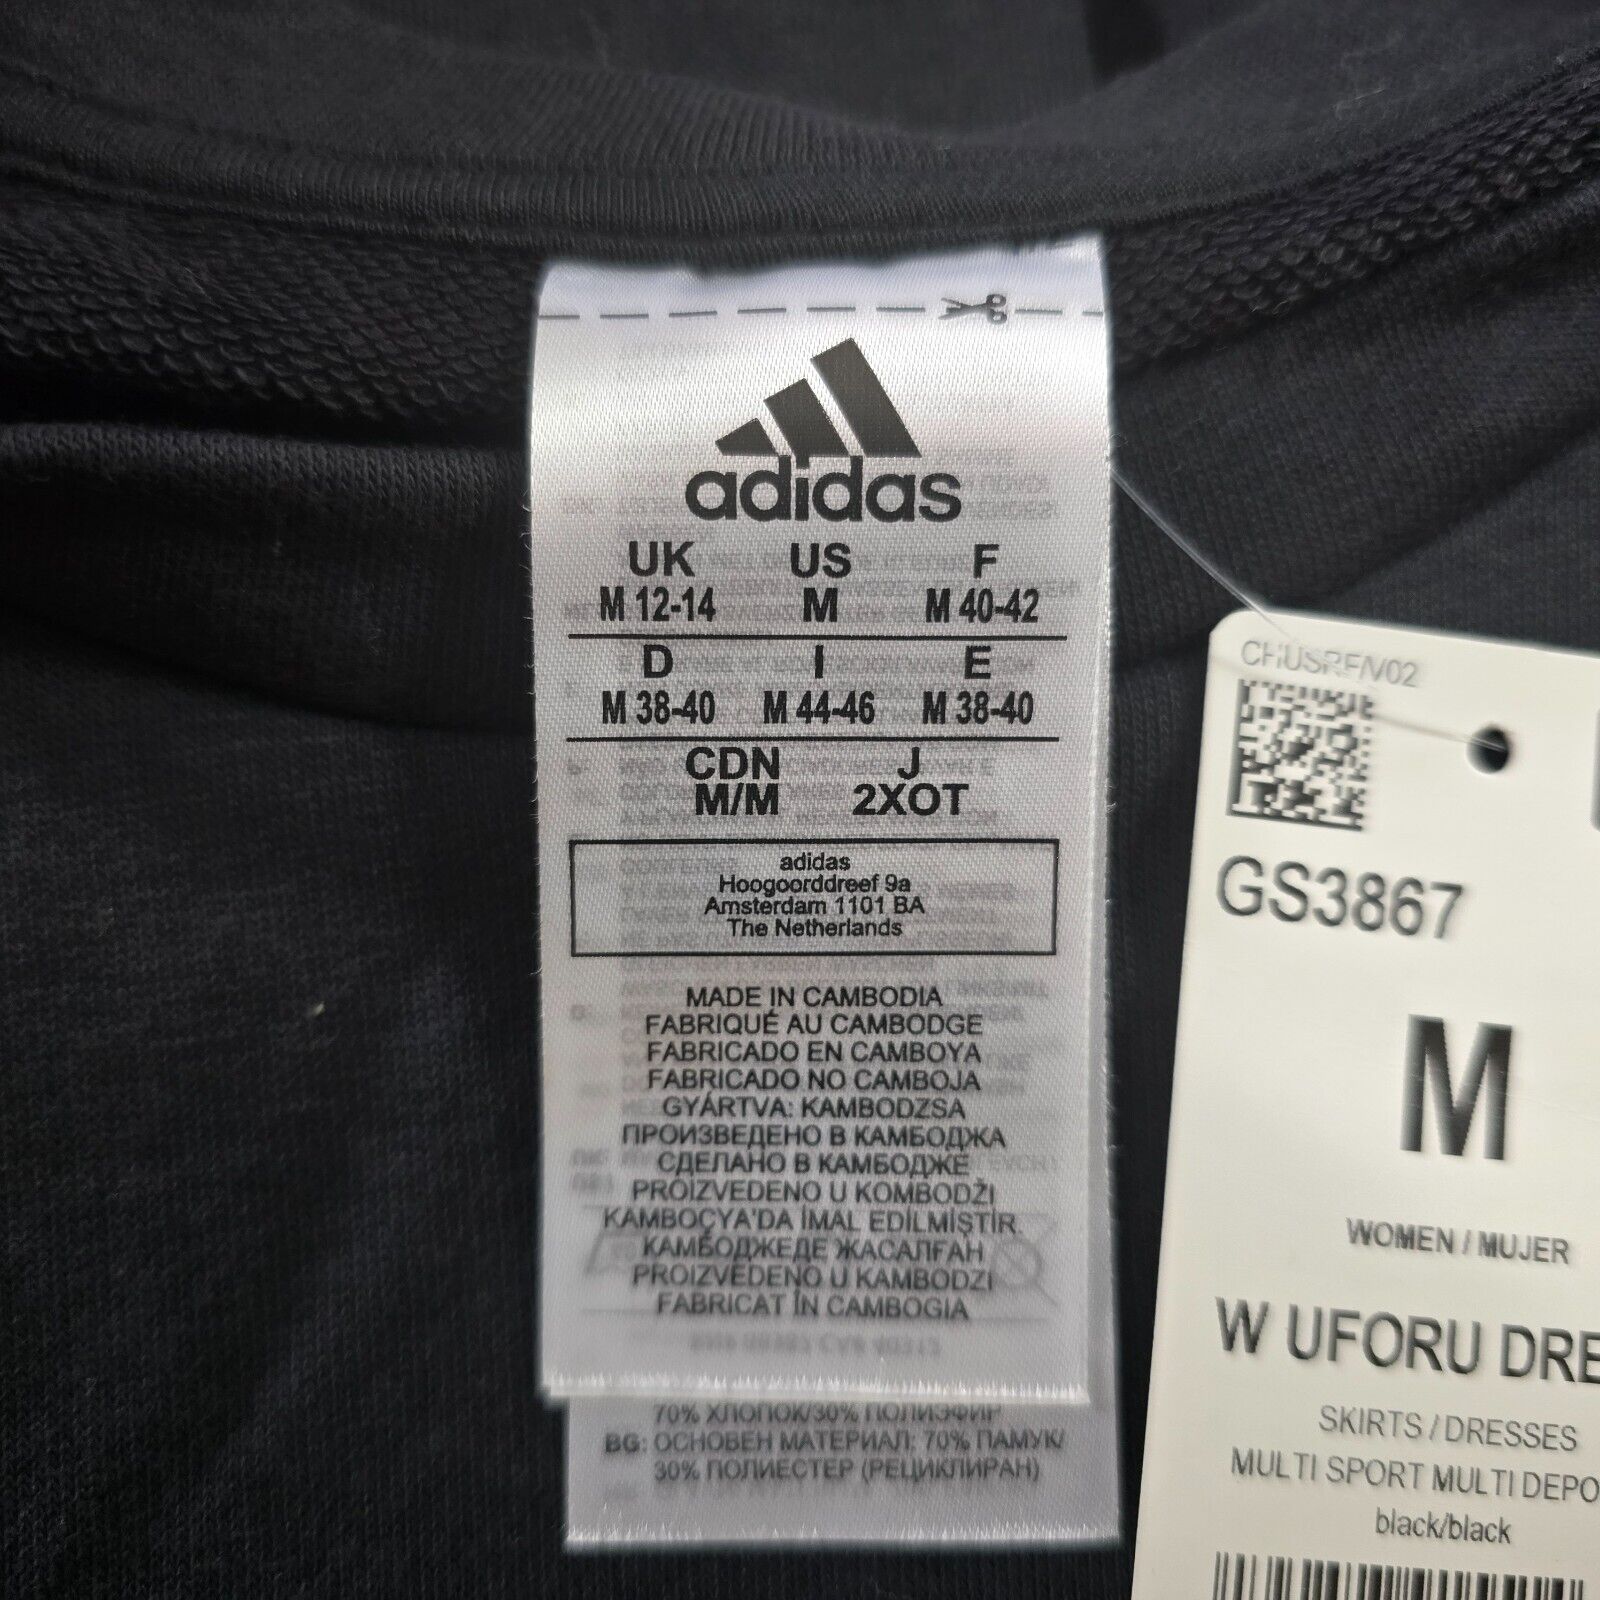 adidas
UK US F
M 12-14 M M 40-42
D I E
M 38-40 M 44-46 M 38-40
CDN J
M/M 2XOT
adidas
Hoogoorddreef 9a
Amsterdam 1101 BA
The Netherlands
MADE IN CAMBODIA
FABRIQUÉ AU CAMBODGE
FABRICADO EN CAMBOYA
FABRICADO NO CAMBOJA
GYÁRTVA: KAMBODZSA
ПРОИЗВЕДЕНО В КАМБОДЖА
СДЕЛАНО В КАМБОДЖЕ
PROIZVEDENO U KOMBODŽI
KAMBOÇYA'DA İMAL EDİLMİŞTİR.
КАМБОДЖЕДЕ ЖАСАЛҒАН
PROIZVEDENO U KAMBODZI
FABRICAT ÎN CAMBOGIA
70% ХЛОПОК/30% ПОЛИЭФИР
BG: ОСНОВЕН МАТЕРИАЛ: 70% ПАМУК/
30% ПОЛИЕСТЕР (РЕЦИКЛИРАН)
GS3867
M
WOMEN / MUJER
W UFORU DRE
SKIRTS / DRESSES
MULTI SPORT MULTI DEPO
black/black